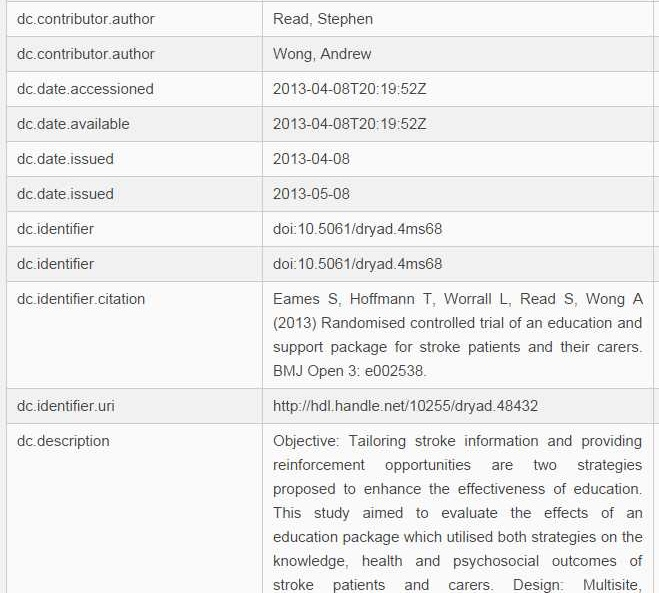 dc.contributor.author Read, Stephen
dc.contributor.author Wong, Andrew
dc.date.accessioned 2013-04-08T20:19:52Z
dc.date.available 2013-04-08T20:19:52Z
dc.date.issued 2013-04-08
dc.date.issued 2013-05-08
dc.identifier doi:10.5061/dryad.4ms68
dc.identifier doi:10.5061/dryad.4ms68
dc.identifier.citation Eames S, Hoffmann T, Worrall L, Read S, Wong A
(2013) Randomised controlled trial of an education and
support package for stroke patients and their carers.
BMJ Open 3: e002538.
dc.identifier.uri http://hdl.handle.net/10255/dryad.48432
dc.description Objective: Tailoring stroke information and providing
reinforcement opportunities are two strategies
proposed to enhance the effectiveness of education.
This study aimed to evaluate the effects of an
education package which utilised both strategies on the
knowledge, health and psychosocial outcomes of
stroke patients and carers. Design: Multisite,